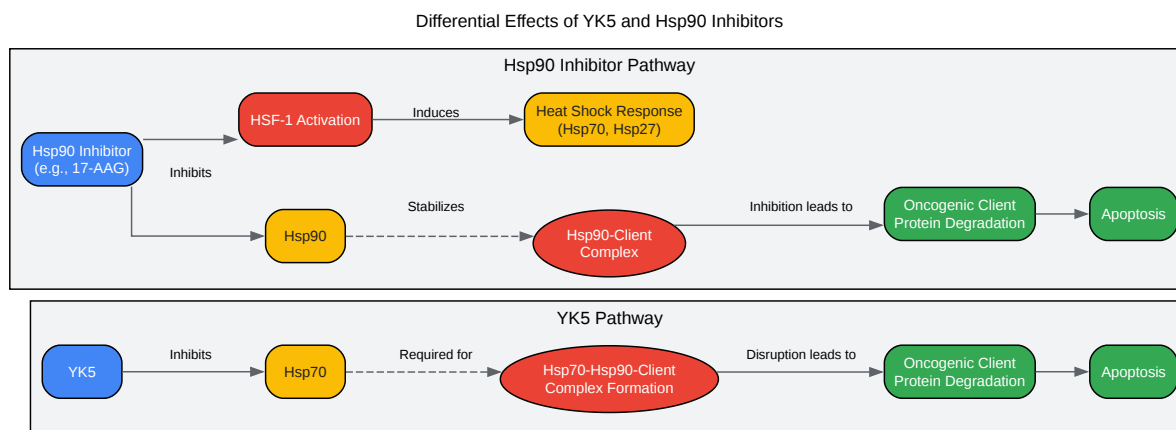 Differential Effects of YK5 and Hsp90 Inhibitors
Hsp90 Inhibitor Pathway
HSF-1 Activation
Induces
Heat Shock Response
(Hsp70, Hsp27)
Hsp90 Inhibitor
(e.g., 17-AAG)
Inhibits
Hsp90
Stabilizes
Hsp90-Client
Complex
Inhibition leads to
Oncogenic Client
Protein Degradation
Apoptosis
YK5 Pathway
YK5
Inhibits
Hsp70
Required for
Hsp70-Hsp90-Client
Complex Formation
Disruption leads to
Oncogenic Client
Protein Degradation
Apoptosis